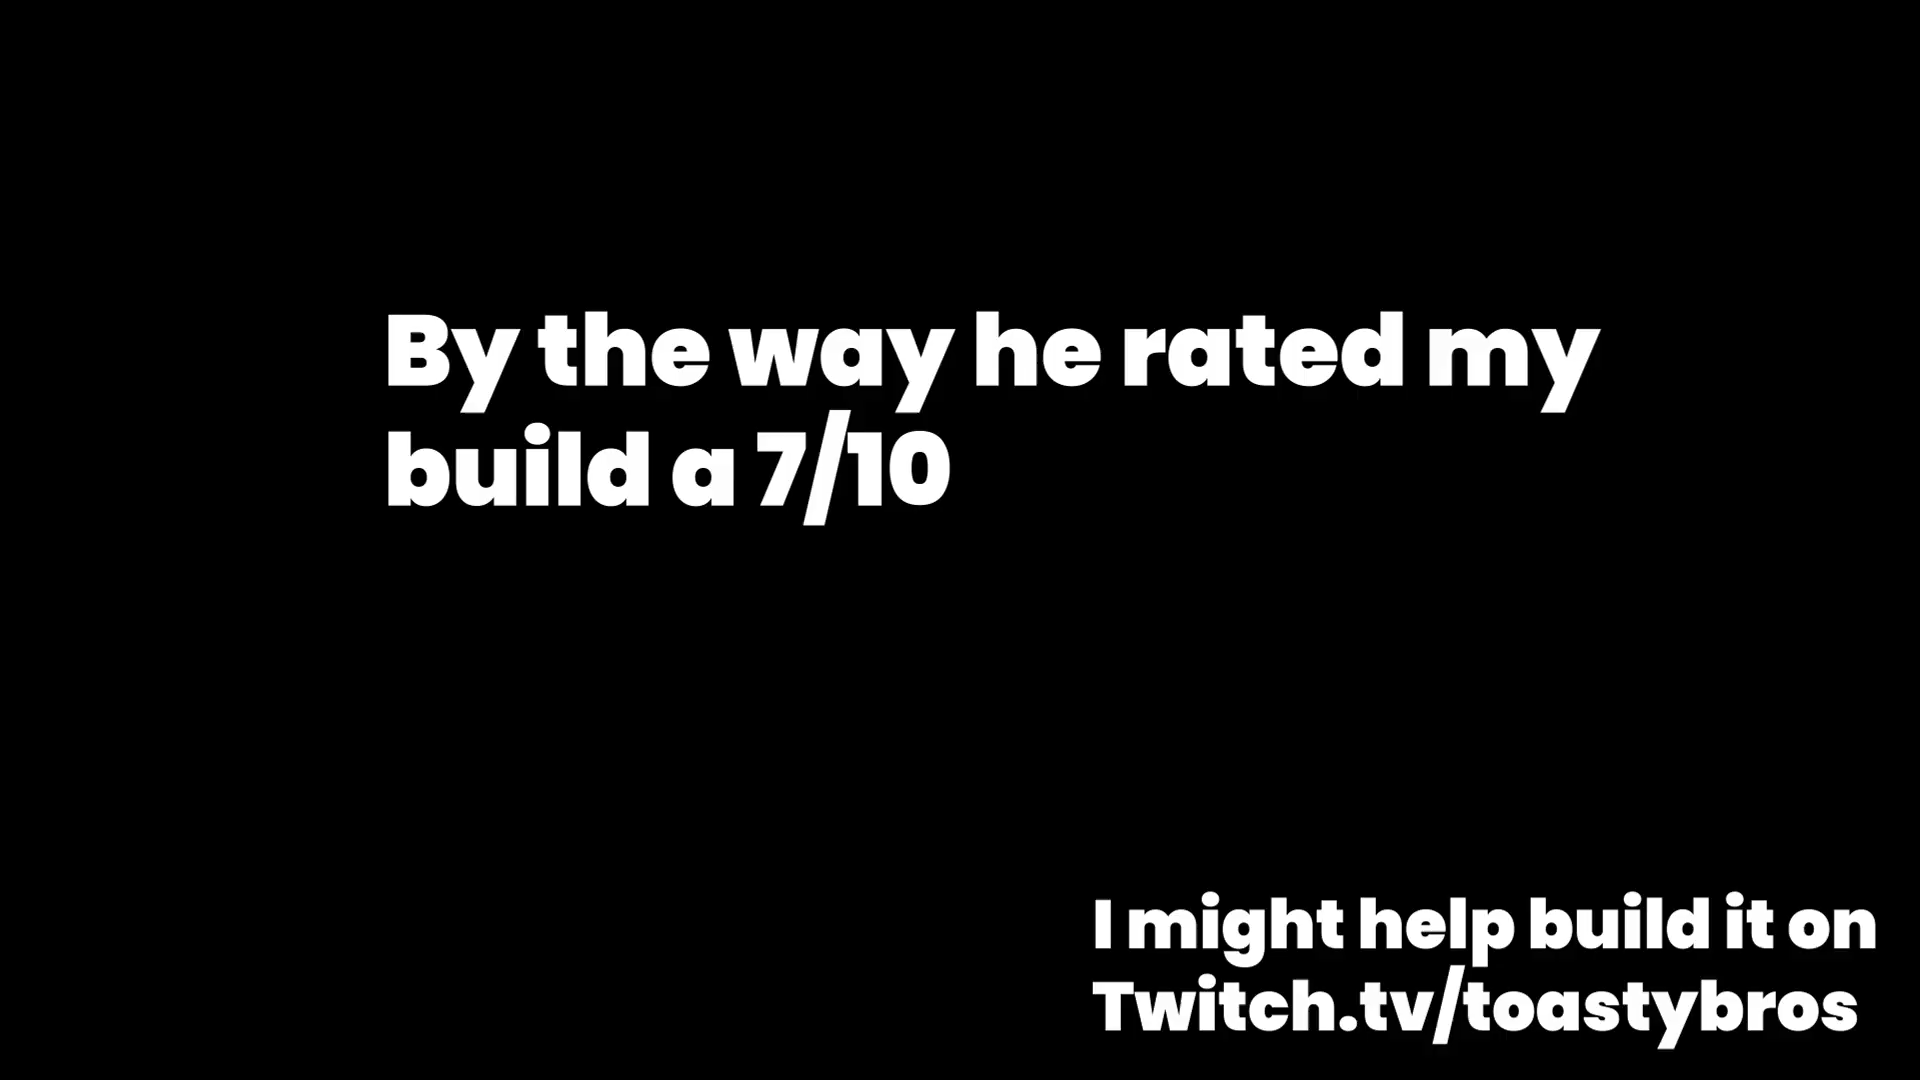 By the way he rated my
build a 7/10
I might help build it on
Twitch.tv/toastybros